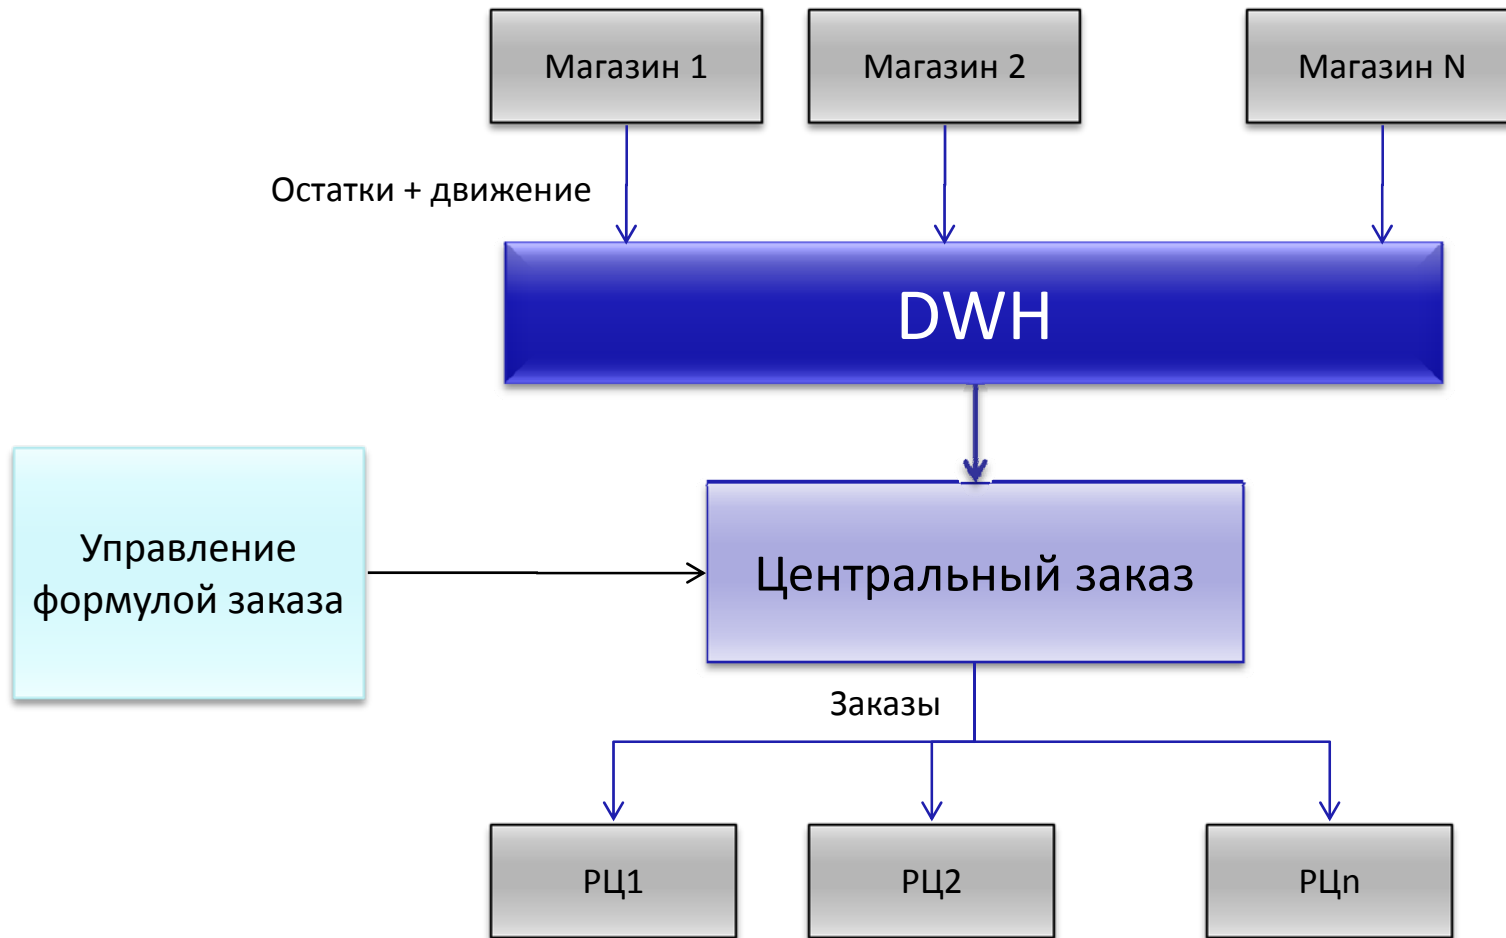 Магазин 1
Магазин 2
Магазин N
Остатки + движение
DWH
Управление
формулой заказа
Центральный заказ
Заказы
РЦ1
РЦ2
РЦn